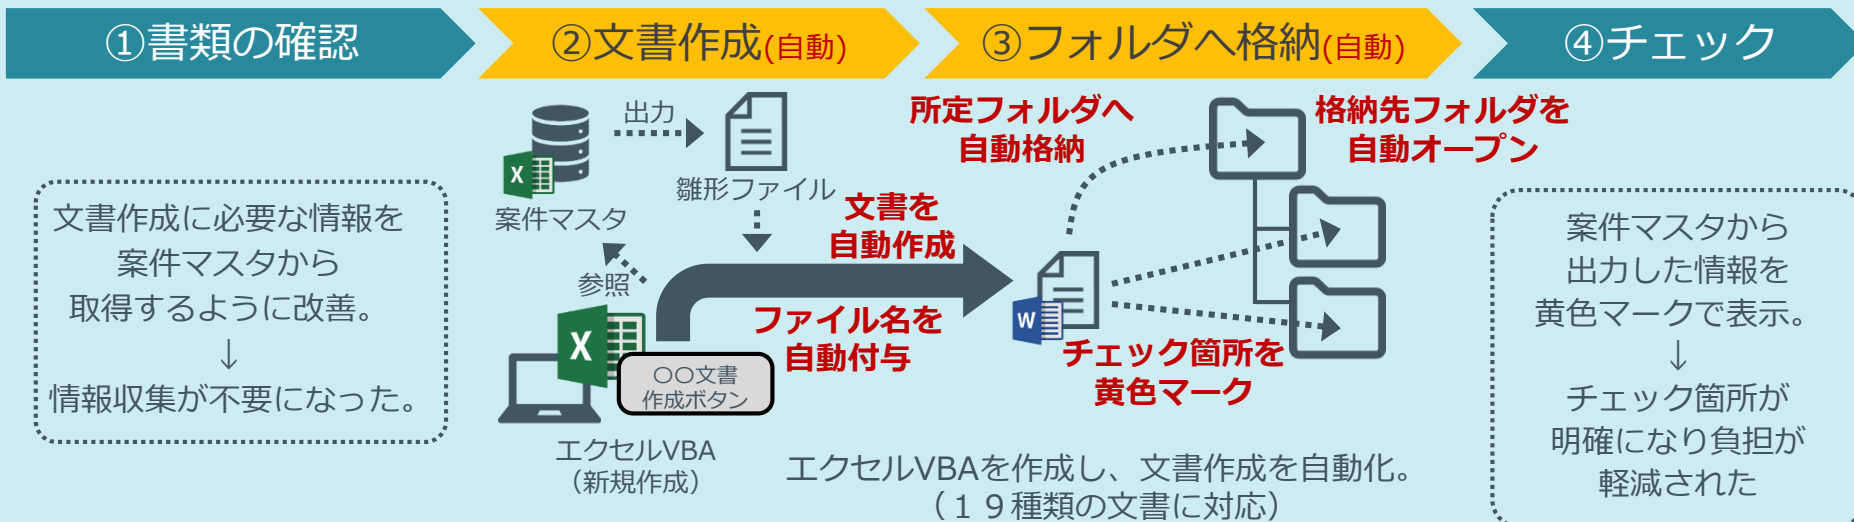 ①書類の確認
②文書作成(自動)
③フォルダへ格納(自動)
④チェック
文書作成に必要な情報を
案件マスタから
取得するように改善。
↓
情報収集が不要になった。
出力
X
案件マスタ
雛形ファイル
参照
文書を
自動作成
ファイル名を
自動付与
X
〇〇文書
作成ボタン
エクセルVBA
（新規作成）
所定フォルダへ
自動格納
格納先フォルダを
自動オープン
W
チェック箇所を
黄色マーク
エクセルVBAを作成し、文書作成を自動化。
（１９種類の文書に対応）
案件マスタから
出力した情報を
黄色マークで表示。
↓
チェック箇所が
明確になり負担が
軽減された